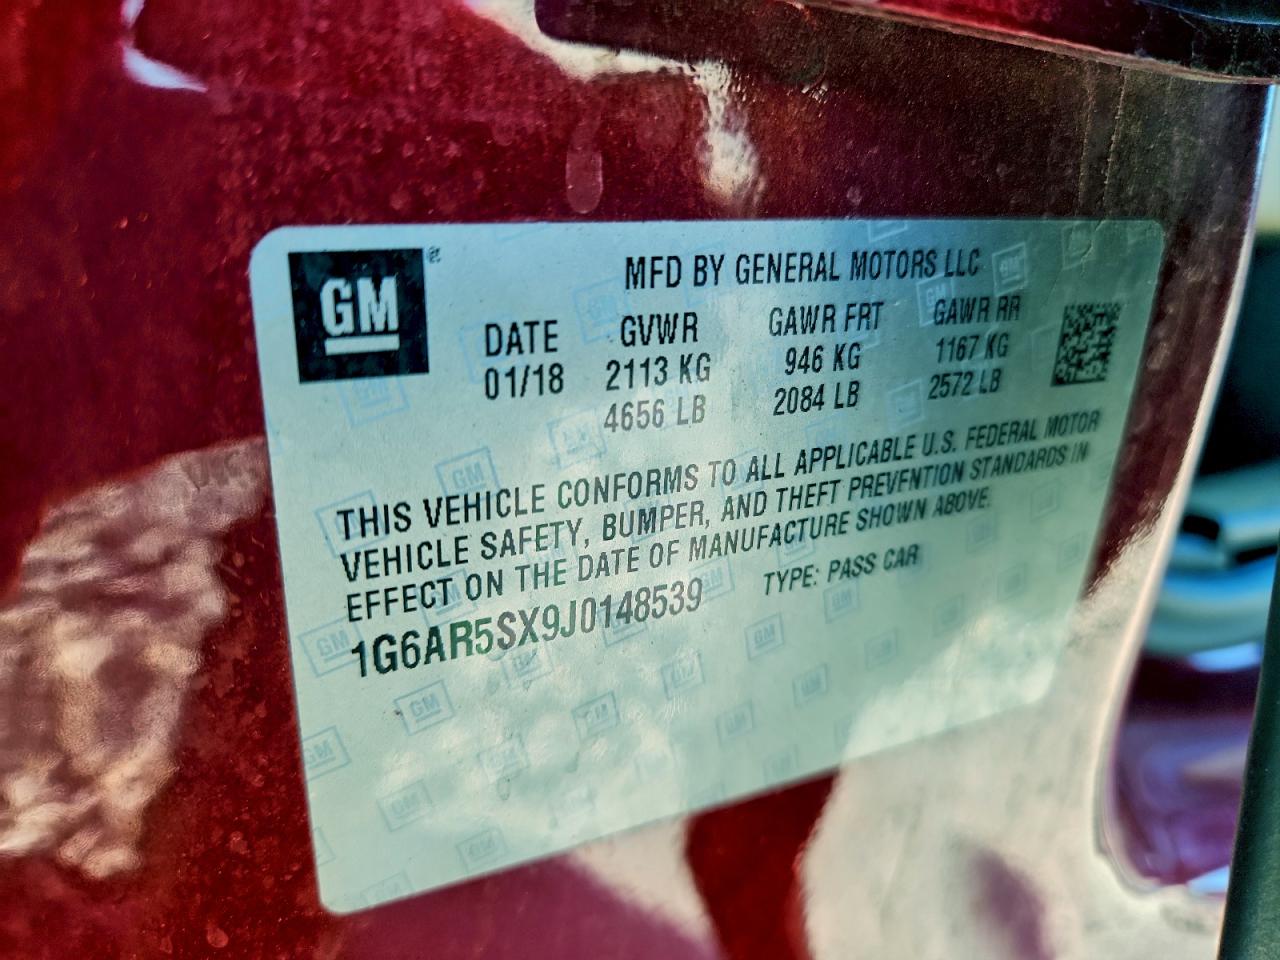 GM
MFD BY GENERAL MOTORS LLC
DATE GVWR GAWR FRT GAWR RR
01/18 2113 KG 946 KG 1167 KG
4656 LB 2084 LB 2572 LB
THIS VEHICLE CONFORMS TO ALL APPLICABLE U.S. FEDERAL MOTOR
VEHICLE SAFETY, BUMPER, AND THEFT PREVENTION STANDARDS IN
EFFECT ON THE DATE OF MANUFACTURE SHOWN ABOVE.
1G6AR5SX9J0148539 TYPE: PASS CAR